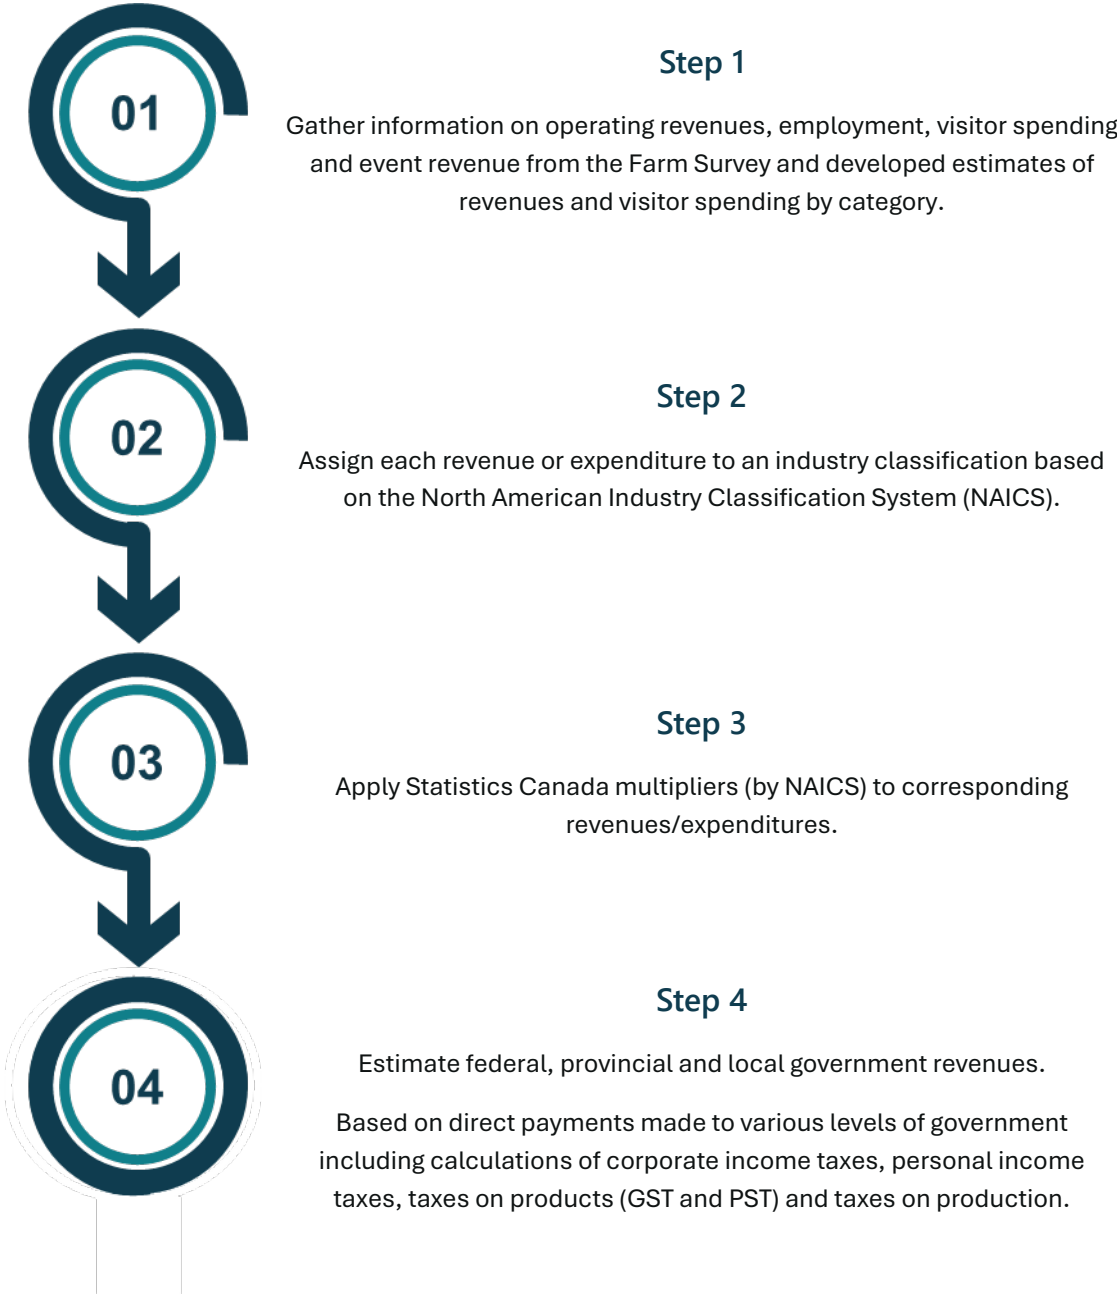 01
Step 1
Gather information on operating revenues, employment, visitor spending
and event revenue from the Farm Survey and developed estimates of
revenues and visitor spending by category.
02
Step 2
Assign each revenue or expenditure to an industry classification based
on the North American Industry Classification System (NAICS).
03
Step 3
Apply Statistics Canada multipliers (by NAICS) to corresponding
revenues/expenditures.
04
Step 4
Estimate federal, provincial and local government revenues.
Based on direct payments made to various levels of government
including calculations of corporate income taxes, personal income
taxes, taxes on products (GST and PST) and taxes on production.